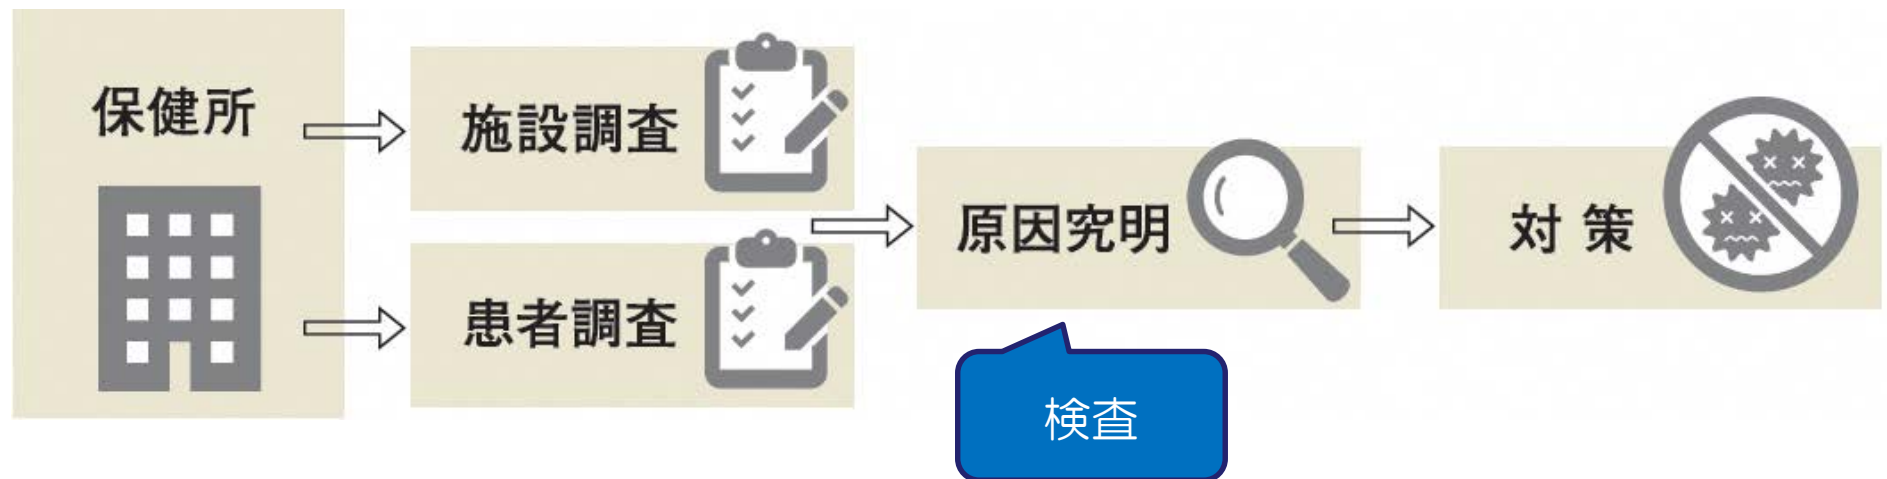 保健所
施設調査
患者調査
原因究明
検査
対 策